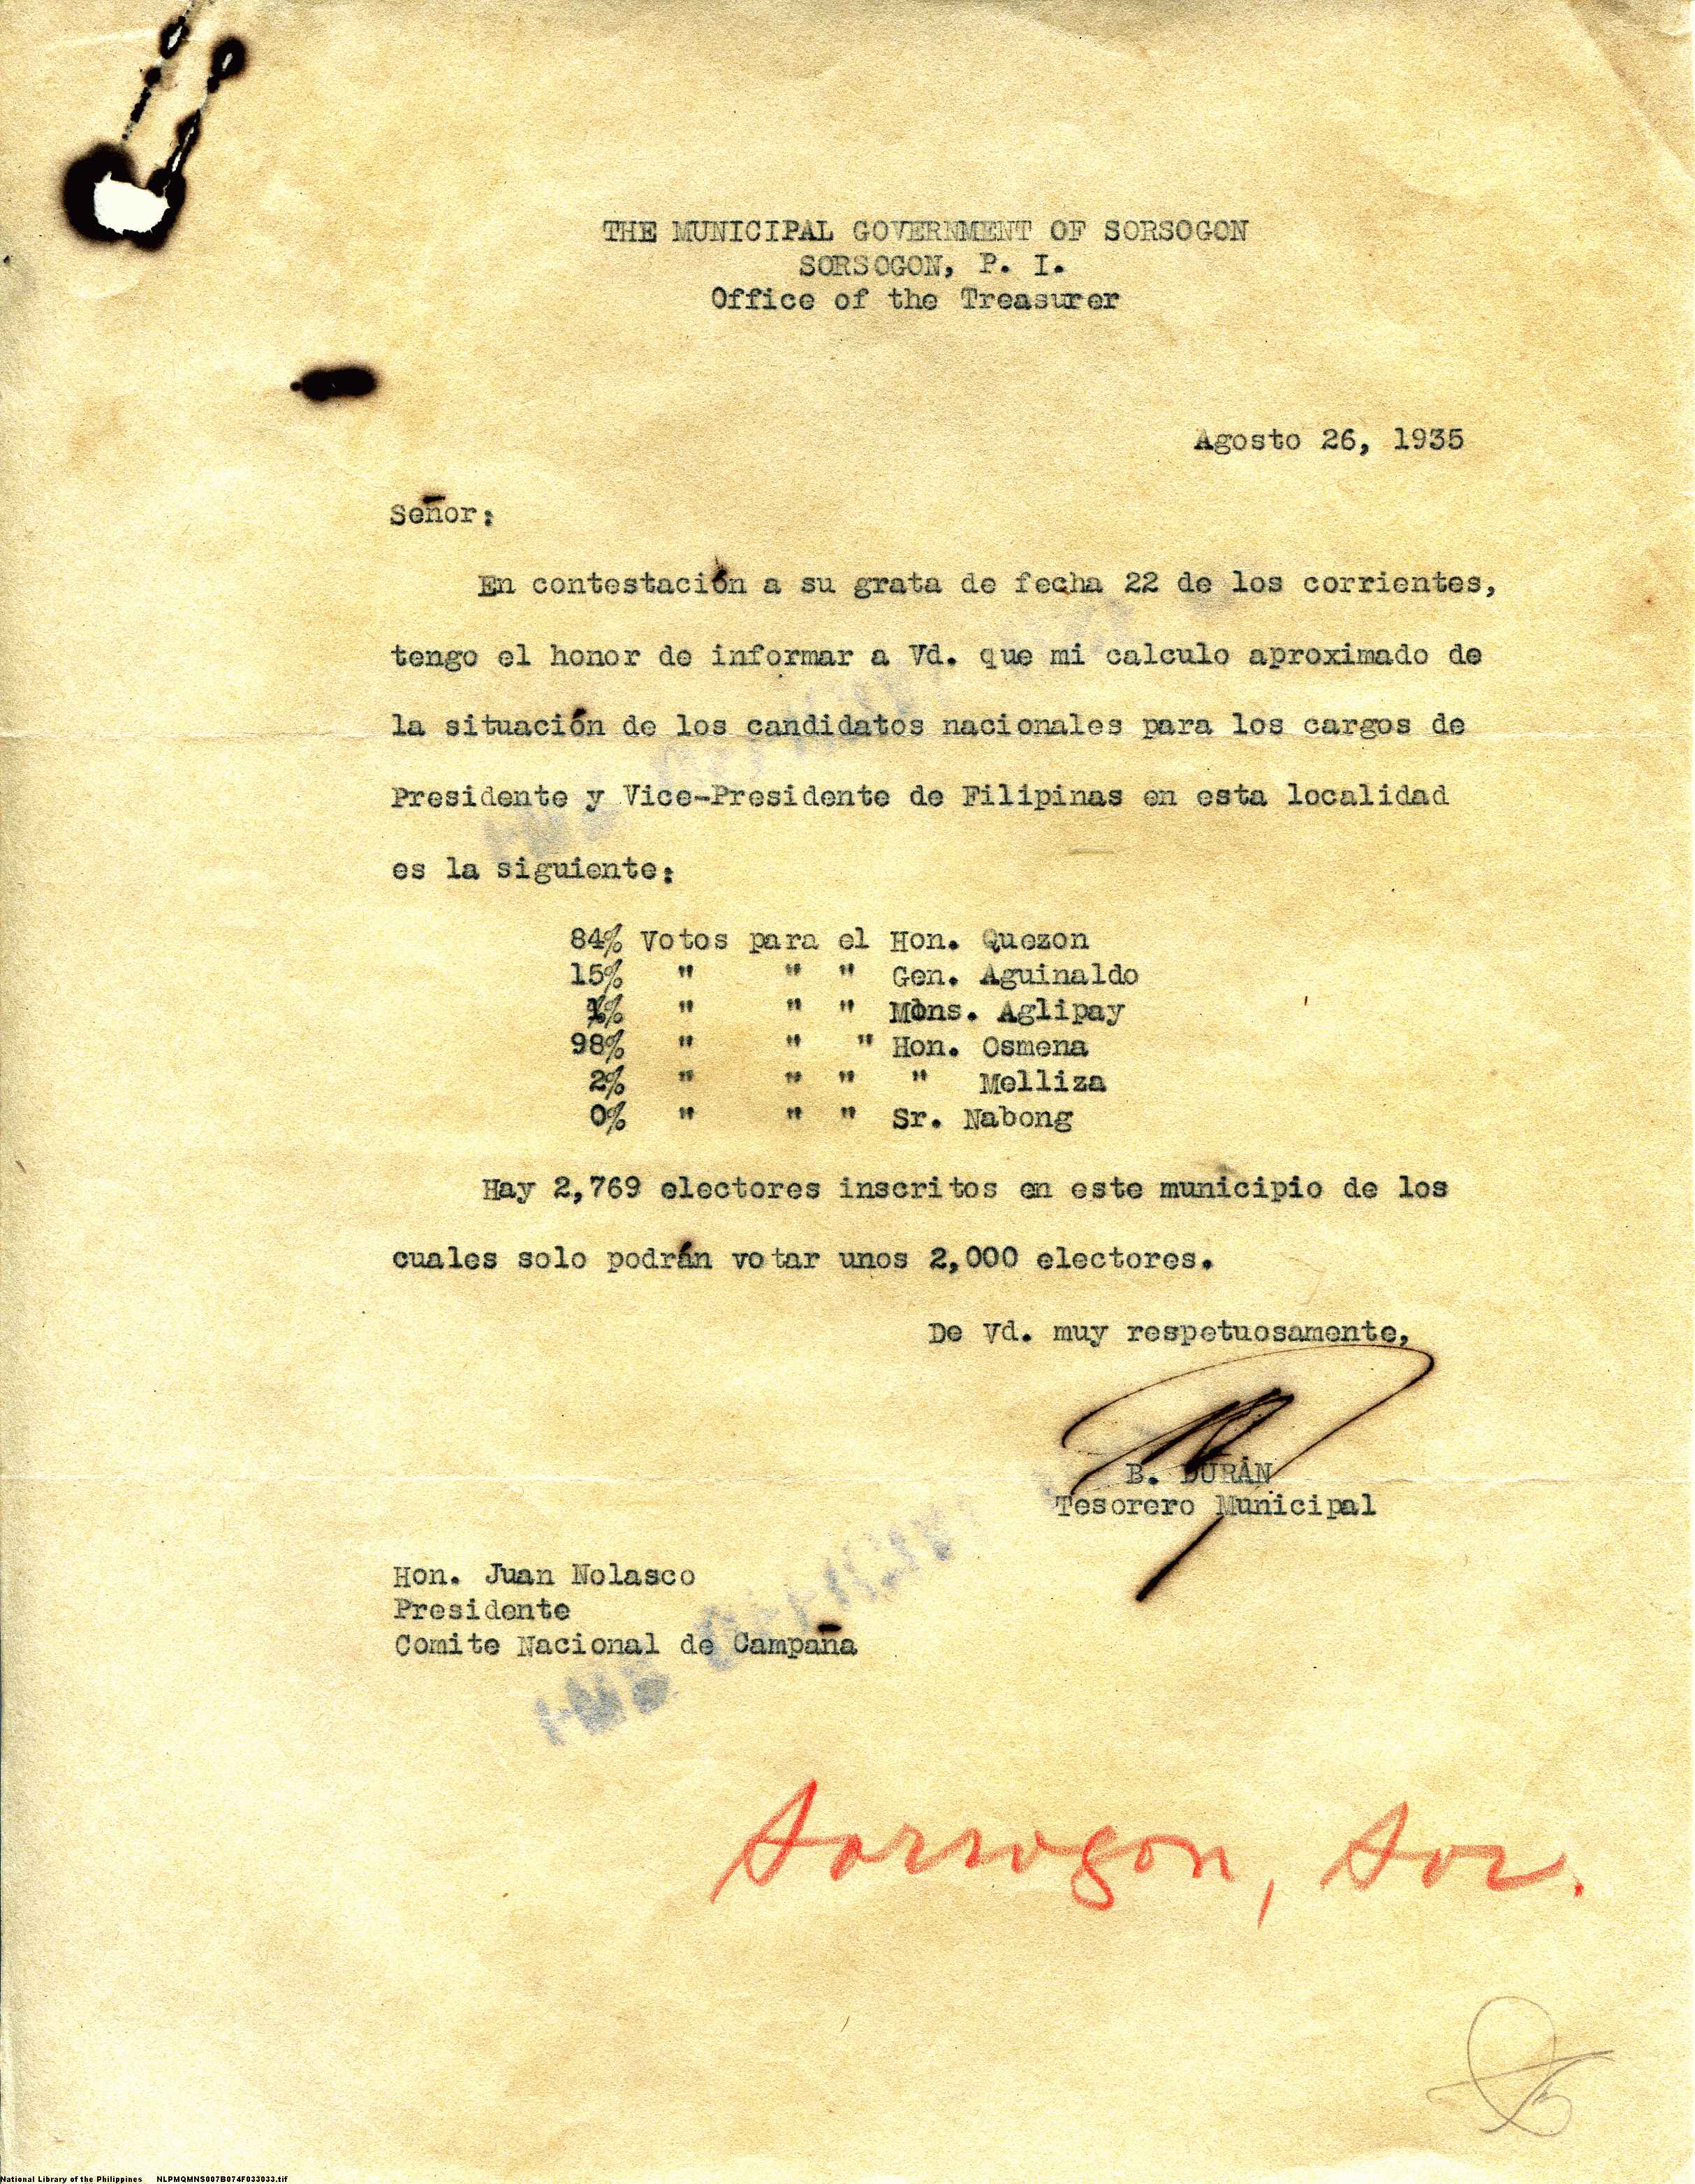 THE MUNICIPAL GOVERNMENT OF SORSOGON
SORSOGON, P. I.
Office of the Treasurer
Agosto 26, 1935
Señor:
En contestación a su grata de fecha 22 de los corrientes,
tengo el honor de informar a Vd. que mi calculo aproximado de
la situación de los candidatos nacionales para los cargos de
Presidente y Vice-Presidente de Filipinas en esta localidad
es la siguiente:
84% Votos para el Hon. Quezon
15% " " " Gen. Aguinaldo
1% " " " Mons. Aglipay
98% " " " Hon. Osmena
2% " " " " Melliza
0% " " " Sr. Nabong
Hay 2,769 electores inscritos en este municipio de los
cuales solo podrán votar unos 2,000 electores.
De Vd. muy respetuosamente,
B. DURÁN
Tesorero Municipal
Hon. Juan Nolasco
Presidente
Comite Nacional de Campaña
Sorsogon, Sor.
National Library of the Philippines NLPMQMNS007B074F033033.tif